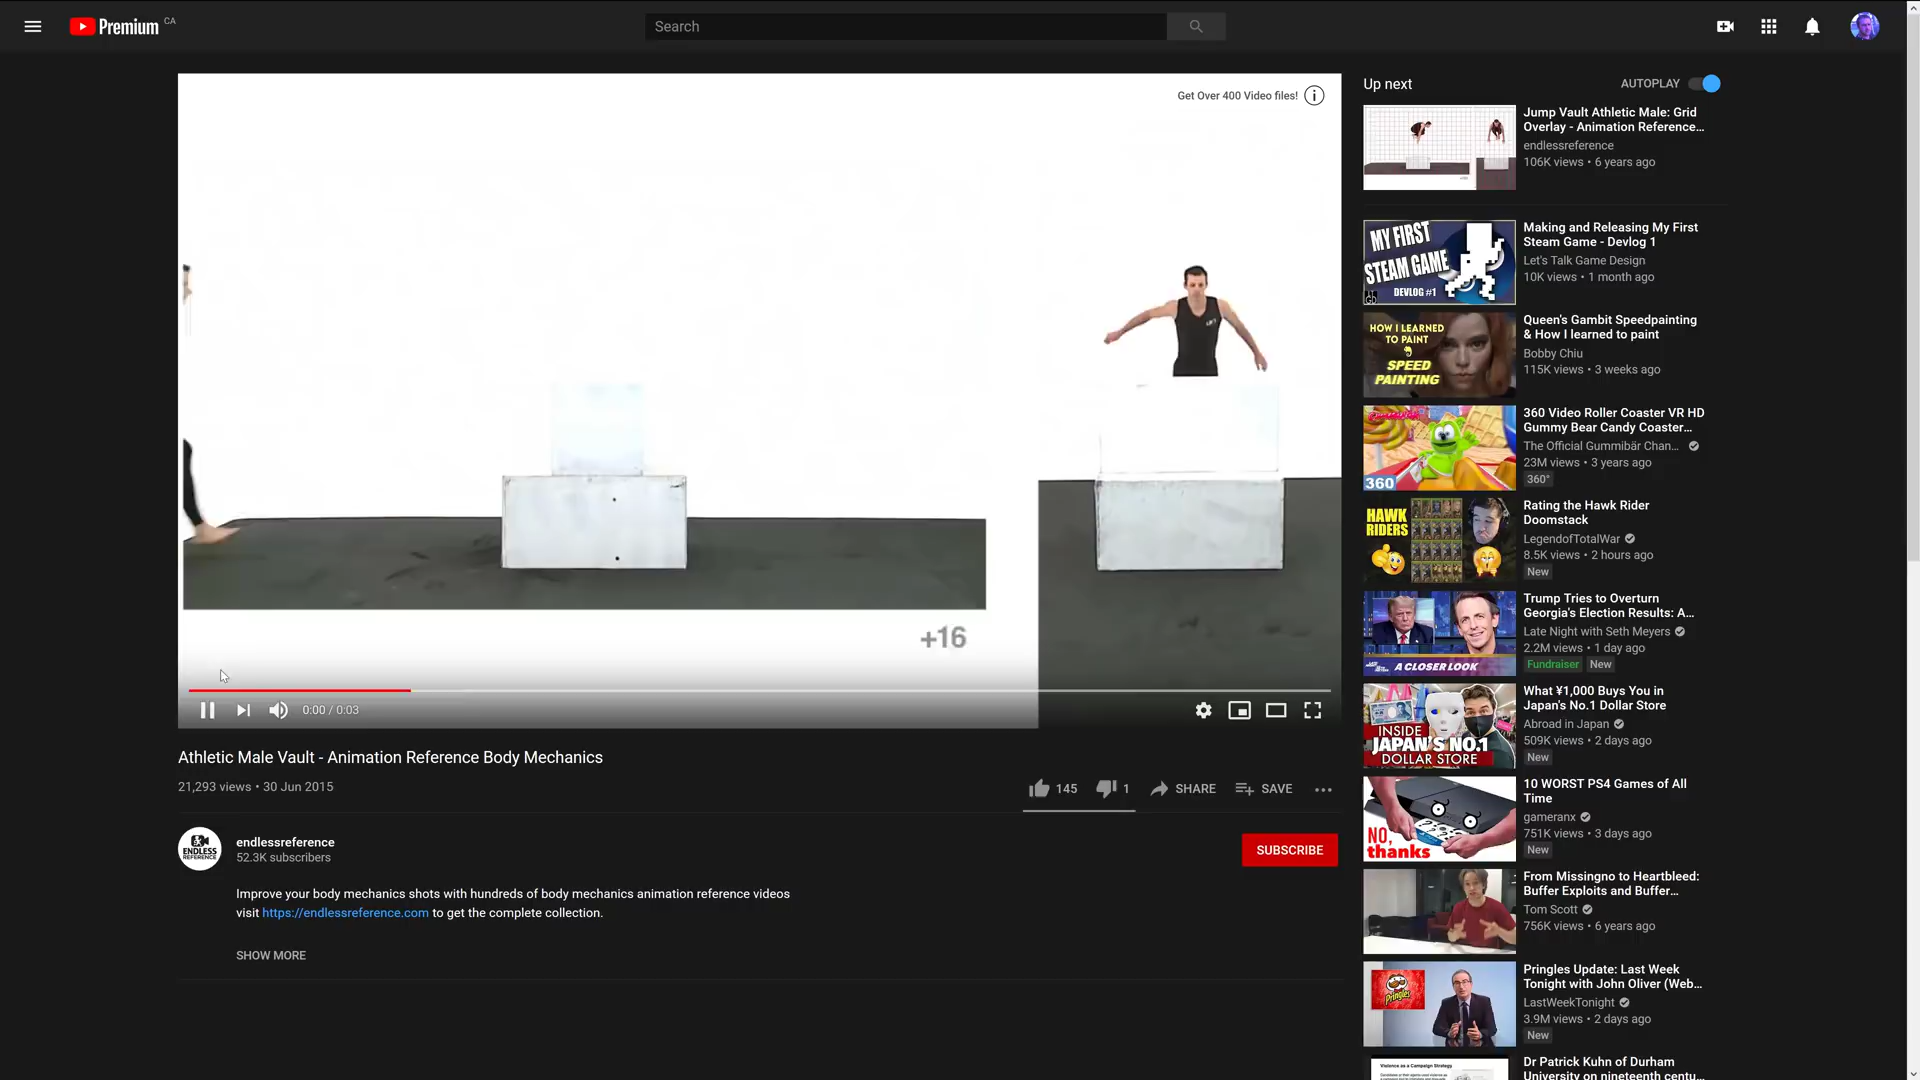 Premium CA
Search
Get Over 400 Video files!
+16
0:00 / 0:03
Athletic Male Vault - Animation Reference Body Mechanics
21,293 views • 30 Jun 2015
145
1
SHARE
SAVE
ENDLESS
REFERENCE
endlessreference
52.3K subscribers
SUBSCRIBE
Improve your body mechanics shots with hundreds of body mechanics animation reference videos
visit https://endlessreference.com to get the complete collection.
SHOW MORE
Up next
AUTOPLAY
Jump Vault Athletic Male: Grid
Overlay - Animation Reference...
endlessreference
106K views • 6 years ago
MY FIRST
STEAM GAME
DEVLOG #1
Making and Releasing My First
Steam Game - Devlog 1
Let's Talk Game Design
10K views • 1 month ago
HOW I LEARNED
TO PAINT
SPEED
PAINTING
Queen's Gambit Speedpainting
& How I learned to paint
Bobby Chiu
115K views • 3 weeks ago
360
360 Video Roller Coaster VR HD
Gummy Bear Candy Coaster...
The Official Gummibär Chan...
23M views • 3 years ago
360°
HAWK
RIDERS
Rating the Hawk Rider
Doomstack
LegendofTotalWar
8.5K views • 2 hours ago
New
A CLOSER LOOK
Trump Tries to Overturn
Georgia's Election Results: A...
Late Night with Seth Meyers
2.2M views • 1 day ago
Fundraiser
New
INSIDE
JAPAN'S NO.1
DOLLAR STORE
What ¥1,000 Buys You in
Japan's No.1 Dollar Store
Abroad in Japan
509K views • 2 days ago
New
NO,
thanks
10 WORST PS4 Games of All
Time
gameranx
751K views • 3 days ago
New
From Missingno to Heartbleed:
Buffer Exploits and Buffer...
Tom Scott
756K views • 6 years ago
Pringles
Pringles Update: Last Week
Tonight with John Oliver (Web...
LastWeekTonight
3.9M views • 2 days ago
New
Violence as a Campaign Strategy
Dr Patrick Kuhn of Durham
University on nineteenth centu...